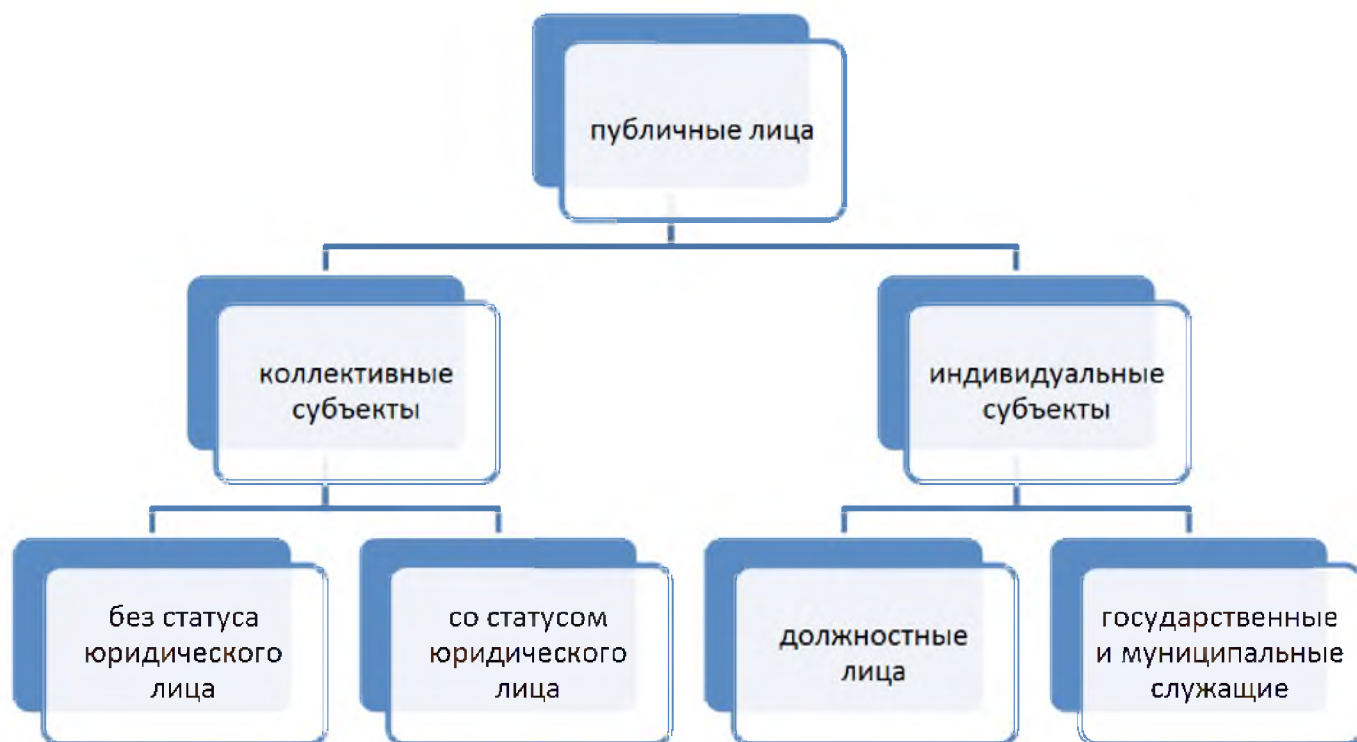 публичные лица
коллективные
субъекты
индивидуальные
субъекты
без статуса
юридического
лица
со статусом
юридического
лица
должностные
лица
государственные
и муниципальные
служащие